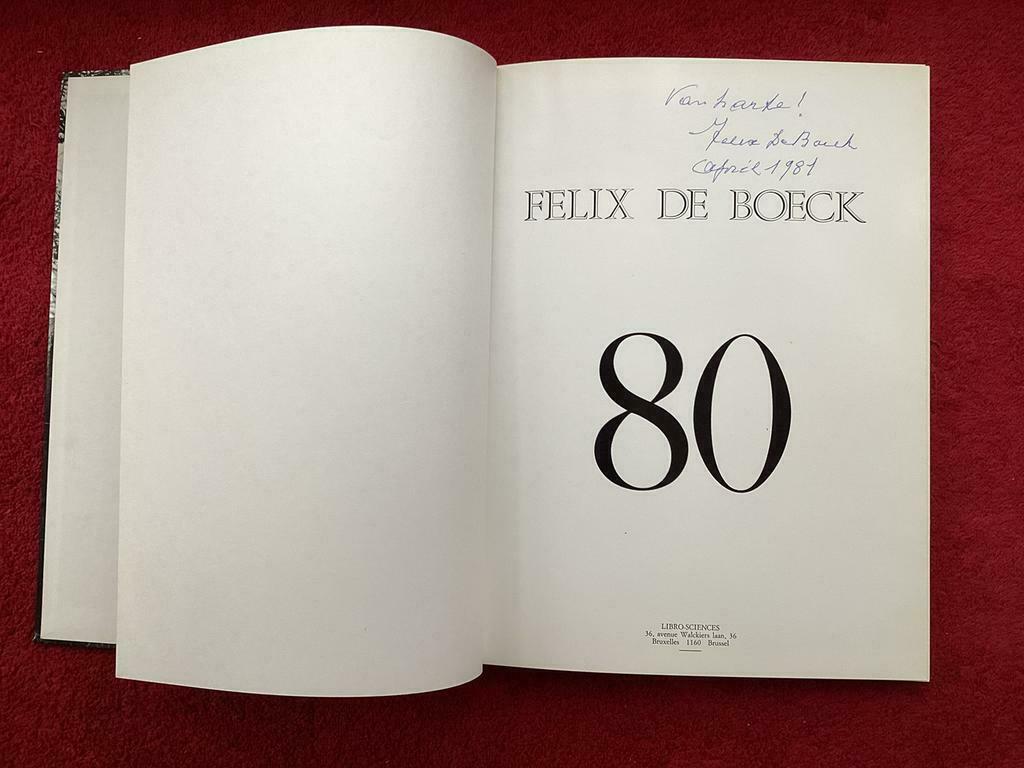 Van harte!
Felix De Boeck
April 1981
FELIX DE BOECK
80
LIBRO-SCIENCES
36, avenue Walckiers laan, 36
Bruxelles 1160 Brussel